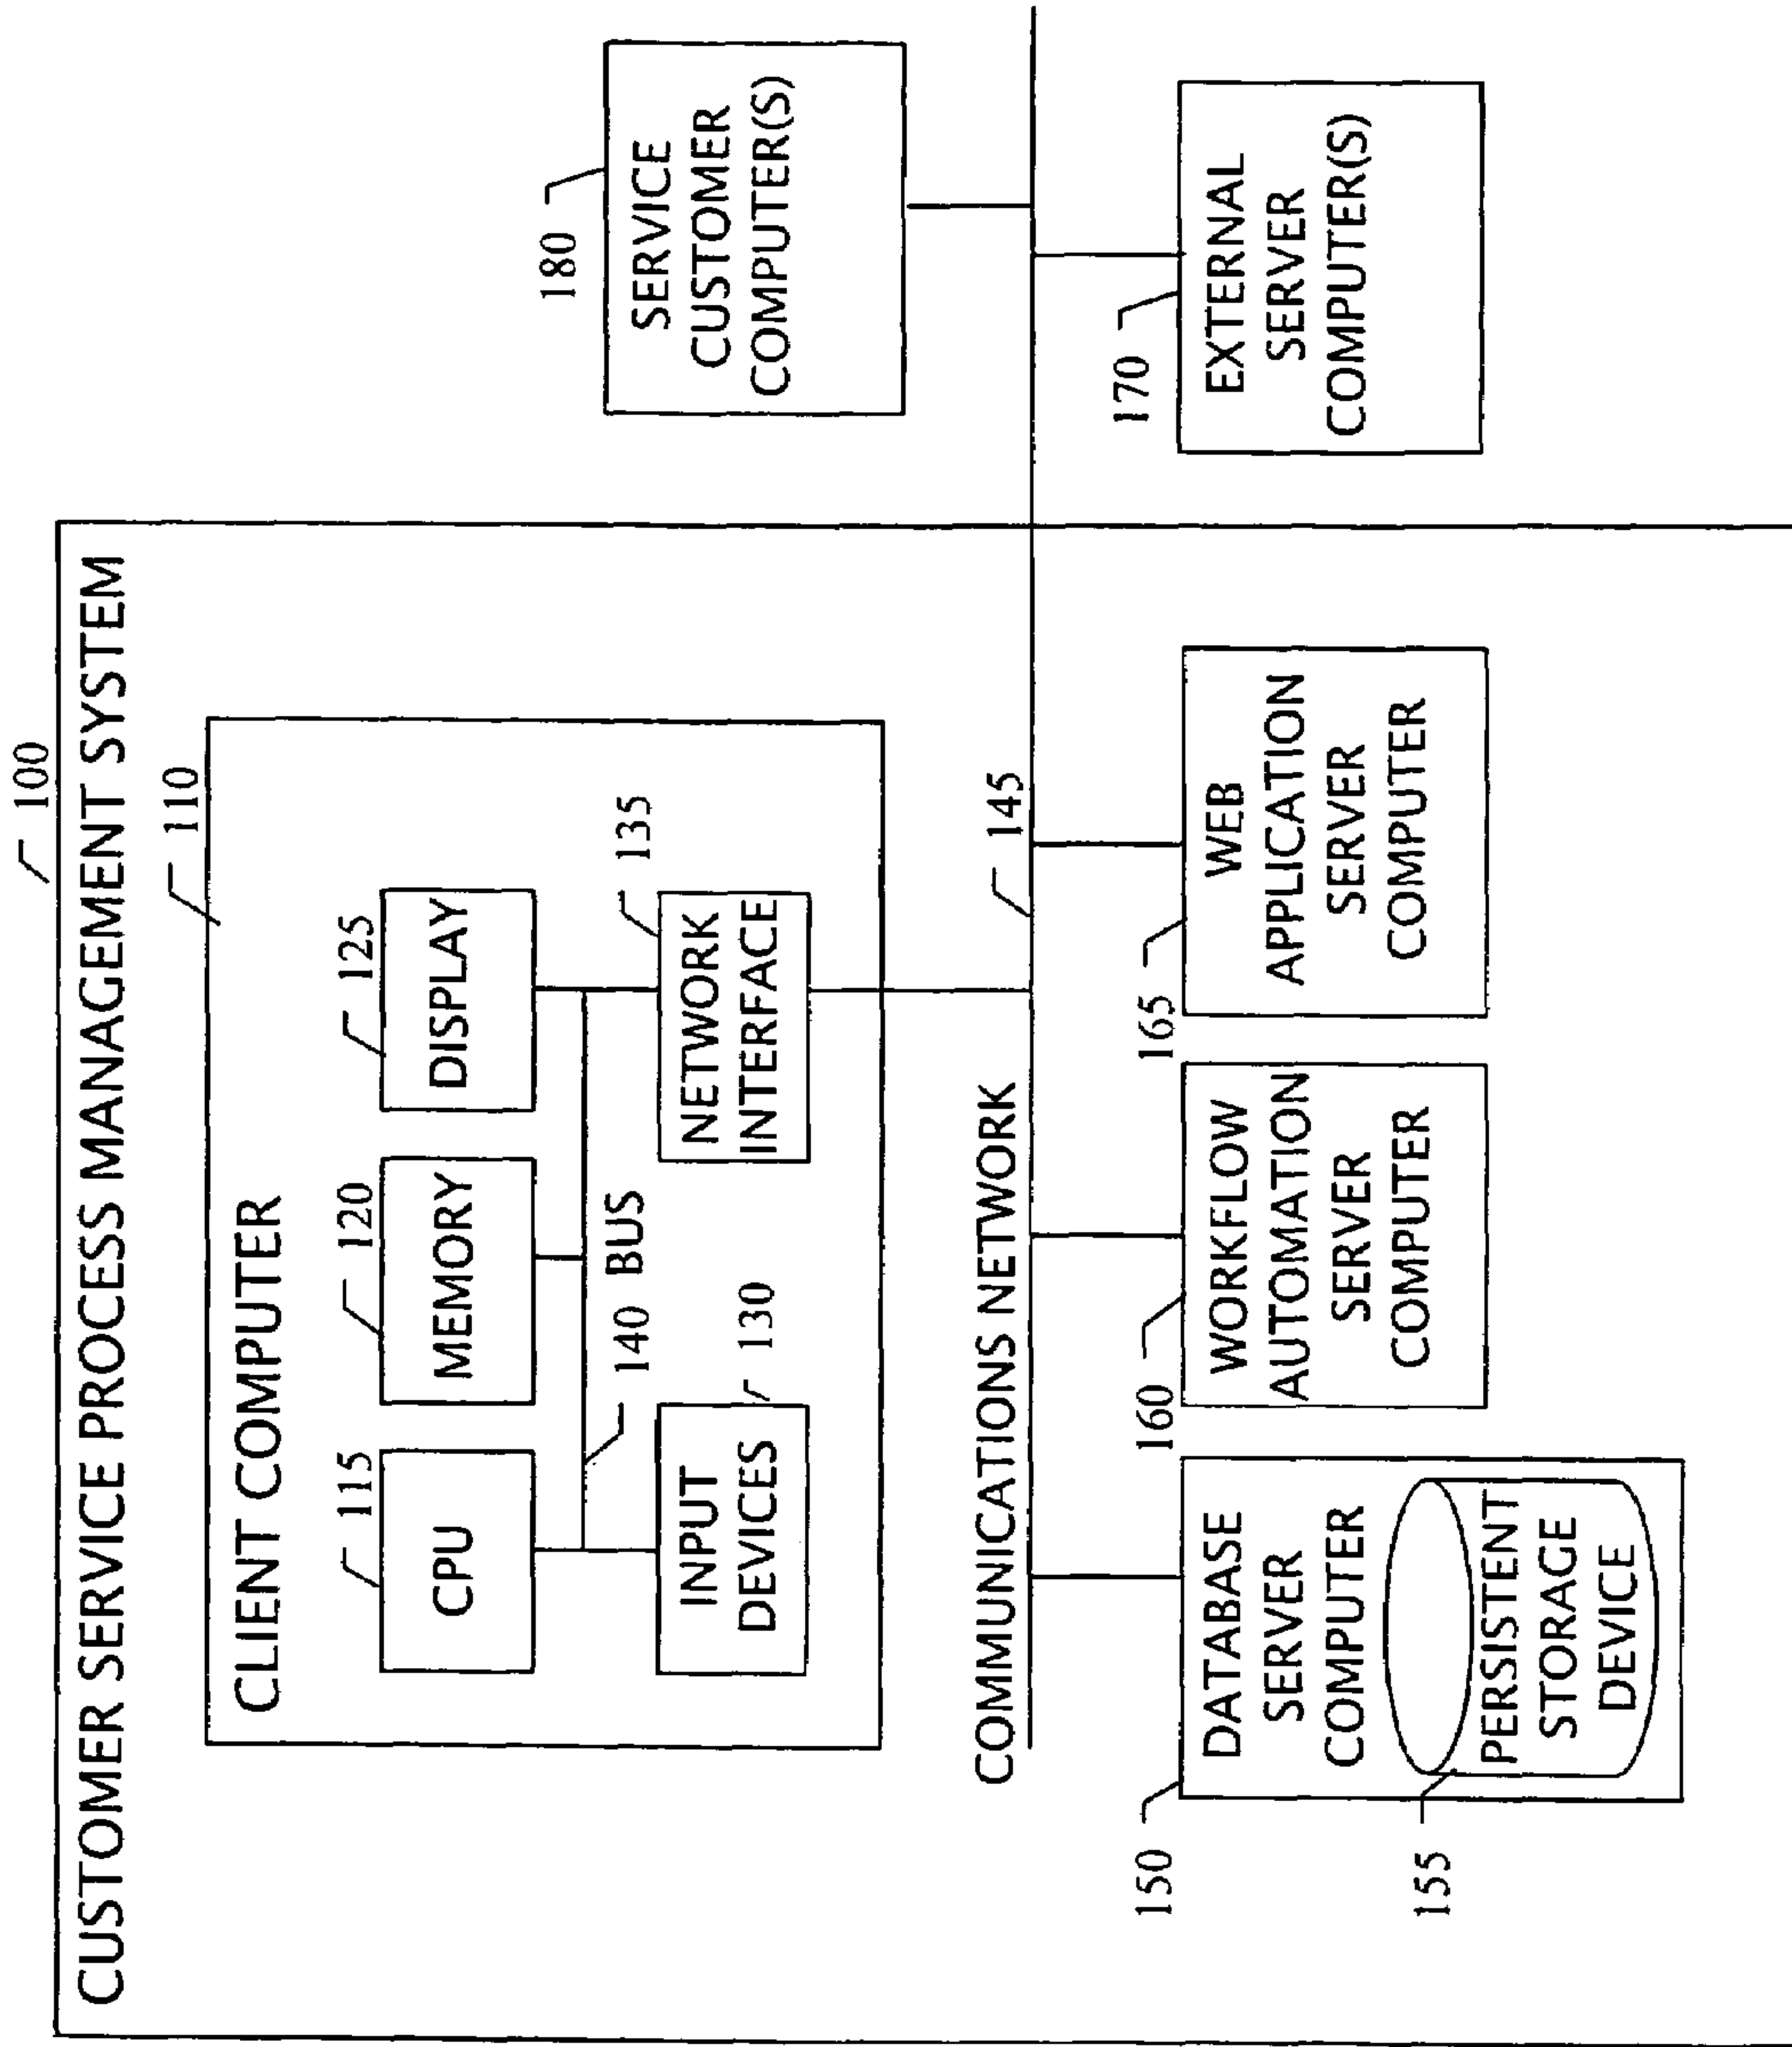 100
CUSTOMER SERVICE PROCESS MANAGEMENT SYSTEM
110
CLIENT COMPUTER
115
CPU
120
MEMORY
125
DISPLAY
140
BUS
INPUT
DEVICES
130
135
NETWORK
INTERFACE
180
SERVICE
CUSTOMER
COMPUTER(S)
COMMUNICATIONS NETWORK
145
150
DATABASE
SERVER
COMPUTER
155
PERSISTENT
STORAGE
DEVICE
160
WORKFLOW
AUTOMATION
SERVER
COMPUTER
165
WEB
APPLICATION
SERVER
COMPUTER
170
EXTERNAL
SERVER
COMPUTER(S)